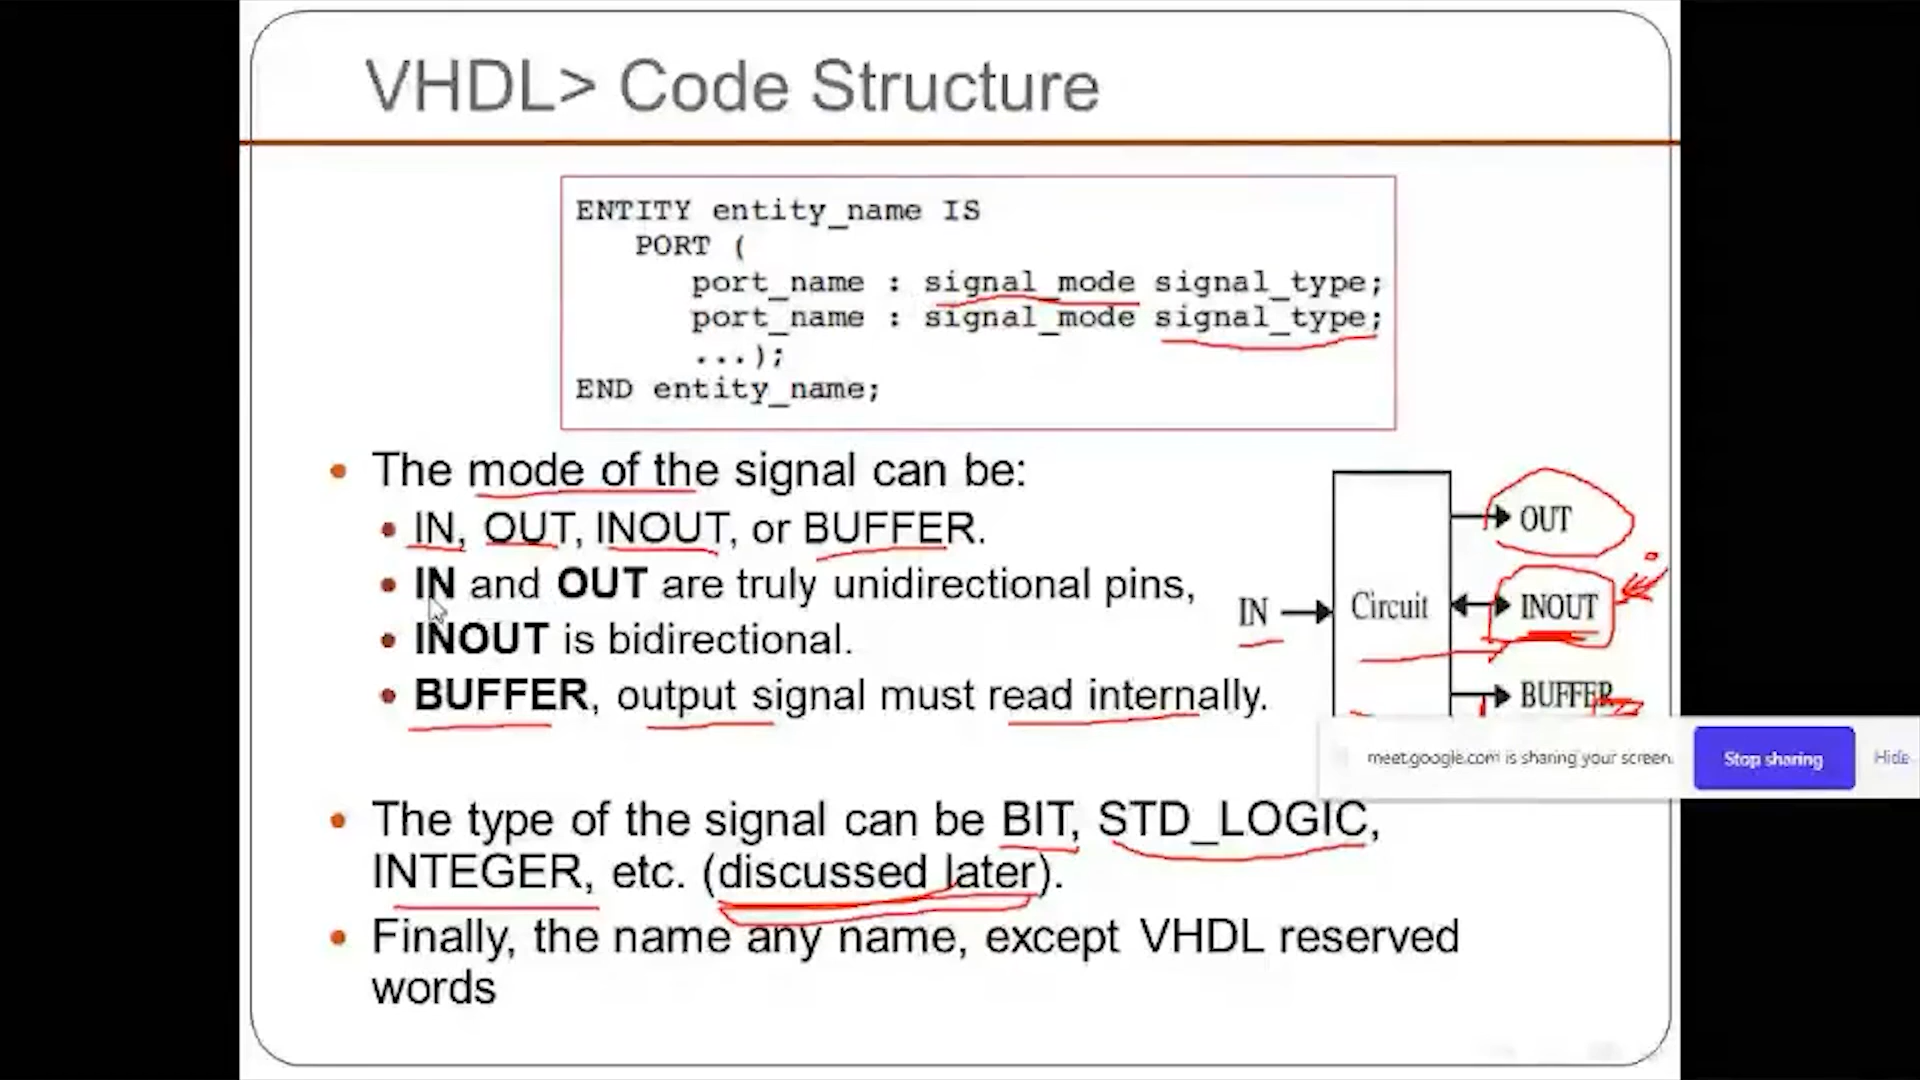 VHDL> Code Structure
ENTITY entity_name IS
PORT (
port_name : signal_mode signal_type;
port_name : signal_mode signal_type;
...);
END entity_name;
• The mode of the signal can be:
• IN, OUT, INOUT, or BUFFER.
• IN and OUT are truly unidirectional pins,
• INOUT is bidirectional.
• BUFFER, output signal must read internally.
IN
Circuit
OUT
INOUT
BUFFER
meet.google.com is sharing your screen.
Stop sharing
Hide
• The type of the signal can be BIT, STD_LOGIC,
INTEGER, etc. (discussed later).
• Finally, the name any name, except VHDL reserved
words